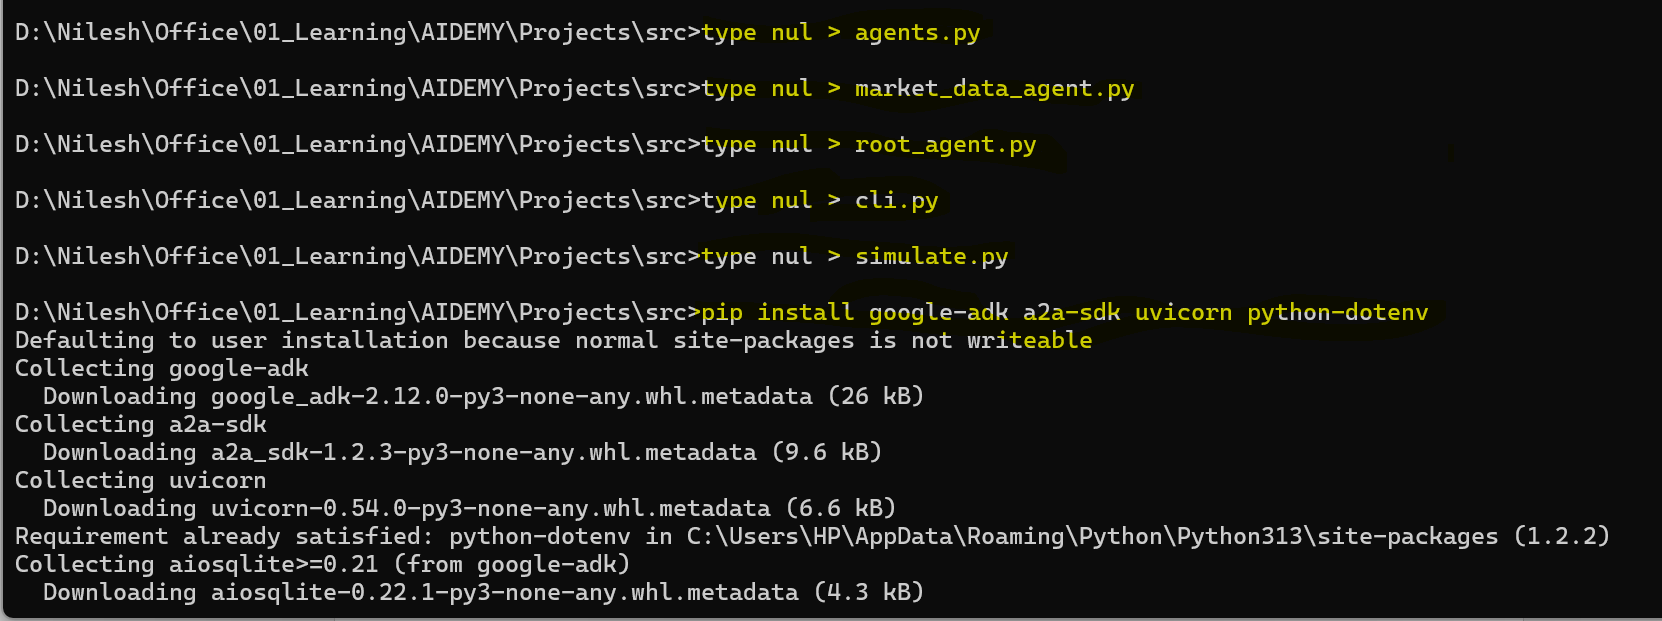 D:\Nilesh\Office\01_Learning\AIDEMY\Projects\src>type nul > agents.py
D:\Nilesh\Office\01_Learning\AIDEMY\Projects\src>type nul > market_data_agent.py
D:\Nilesh\Office\01_Learning\AIDEMY\Projects\src>type nul > root_agent.py
D:\Nilesh\Office\01_Learning\AIDEMY\Projects\src>type nul > cli.py
D:\Nilesh\Office\01_Learning\AIDEMY\Projects\src>type nul > simulate.py
D:\Nilesh\Office\01_Learning\AIDEMY\Projects\src>pip install google-adk a2a-sdk uvicorn python-dotenv
Defaulting to user installation because normal site-packages is not writeable
Collecting google-adk
  Downloading google_adk-2.12.0-py3-none-any.whl.metadata (26 kB)
Collecting a2a-sdk
  Downloading a2a_sdk-1.2.3-py3-none-any.whl.metadata (9.6 kB)
Collecting uvicorn
  Downloading uvicorn-0.54.0-py3-none-any.whl.metadata (6.6 kB)
Requirement already satisfied: python-dotenv in C:\Users\HP\AppData\Roaming\Python\Python313\site-packages (1.2.2)
Collecting aiosqlite>=0.21 (from google-adk)
  Downloading aiosqlite-0.22.1-py3-none-any.whl.metadata (4.3 kB)